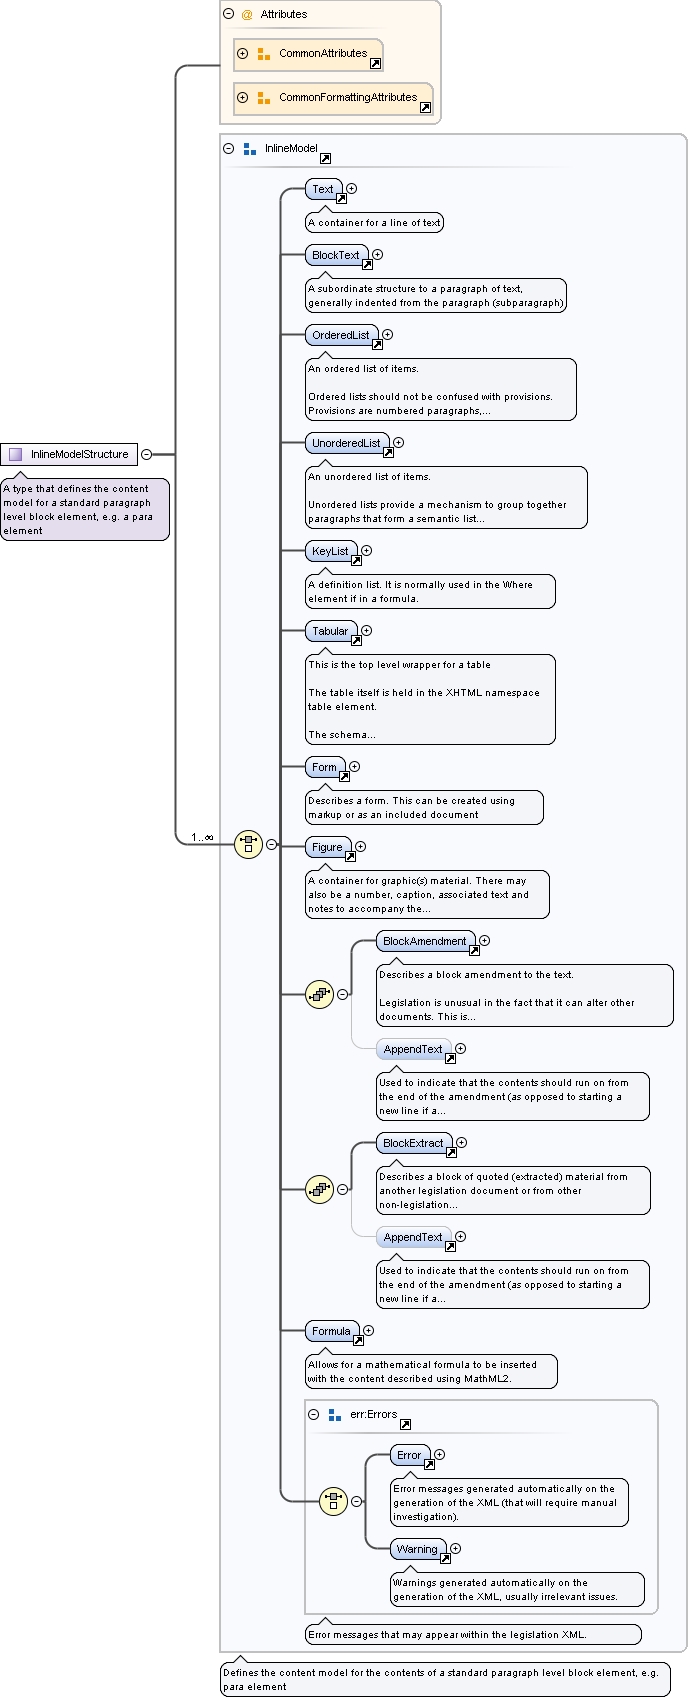 @ Attributes
CommonAttributes
CommonFormattingAttributes
InlineModel
Text
A container for a line of text
BlockText
A subordinate structure to a paragraph of text,
generally indented from the paragraph (subparagraph)
OrderedList
An ordered list of items.
Ordered lists should not be confused with provisions.
Provisions are numbered paragraphs,...
UnorderedList
An unordered list of items.
Unordered lists provide a mechanism to group together
paragraphs that form a semantic list...
InlineModelStructure
A type that defines the content
model for a standard paragraph
level block element, e.g. a para
element
KeyList
A definition list. It is normally used in the Where
element if in a formula.
Tabular
This is the top level wrapper for a table
The table itself is held in the XHTML namespace
table element.
The schema...
Form
Describes a form. This can be created using
markup or as an included document
1..∞
Figure
A container for graphic(s) material. There may
also be a number, caption, associated text and
notes to accompany the...
BlockAmendment
Describes a block amendment to the text.
Legislation is unusual in the fact that it can alter other
documents. This is...
AppendText
Used to indicate that the contents should run on from
the end of the amendment (as opposed to starting a
new line if a...
BlockExtract
Describes a block of quoted (extracted) material from
another legislation document or from other
non-legislation...
AppendText
Used to indicate that the contents should run on from
the end of the amendment (as opposed to starting a
new line if a...
Formula
Allows for a mathematical formula to be inserted
with the content described using MathML2.
err:Errors
Error
Error messages generated automatically on the
generation of the XML (that will require manual
investigation).
Warning
Warnings generated automatically on the
generation of the XML, usually irrelevant issues.
Error messages that may appear within the legislation XML.
Defines the content model for the contents of a standard paragraph level block element, e.g.
para element